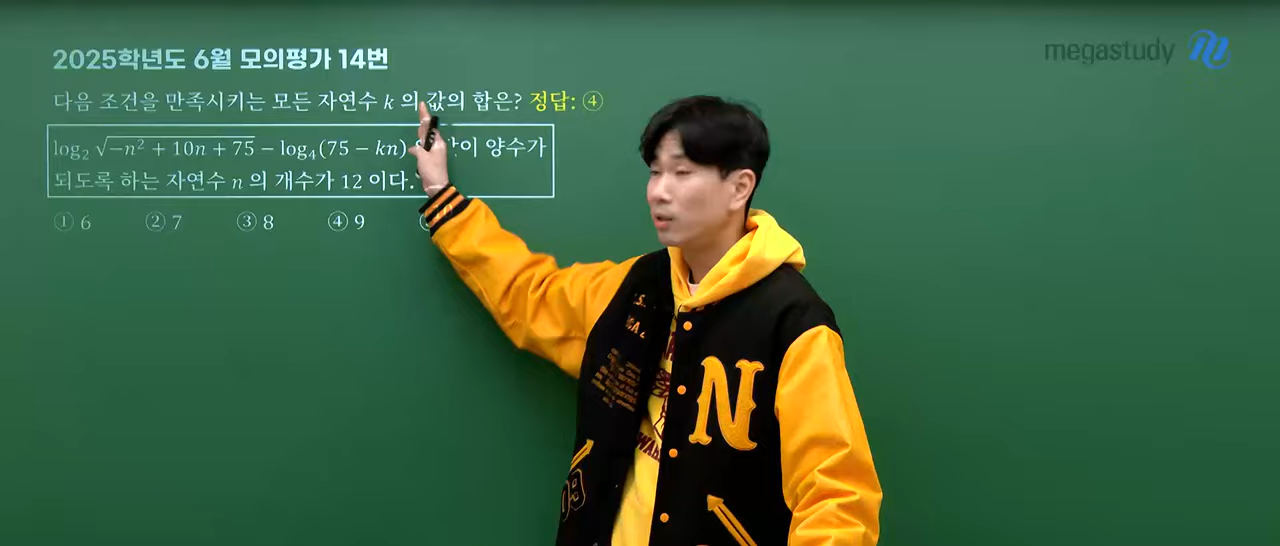 2025학년도 6월 모의평가 14번
megastudy
다음 조건을 만족시키는 모든 자연수 k 의 값의 합은? 정답: ④
log₂ √(−n² + 10n + 75) − log₄(75 − kn) 양수가
되도록 하는 자연수 n 의 개수가 12 이다.
① 6 ② 7 ③ 8 ④ 9
N